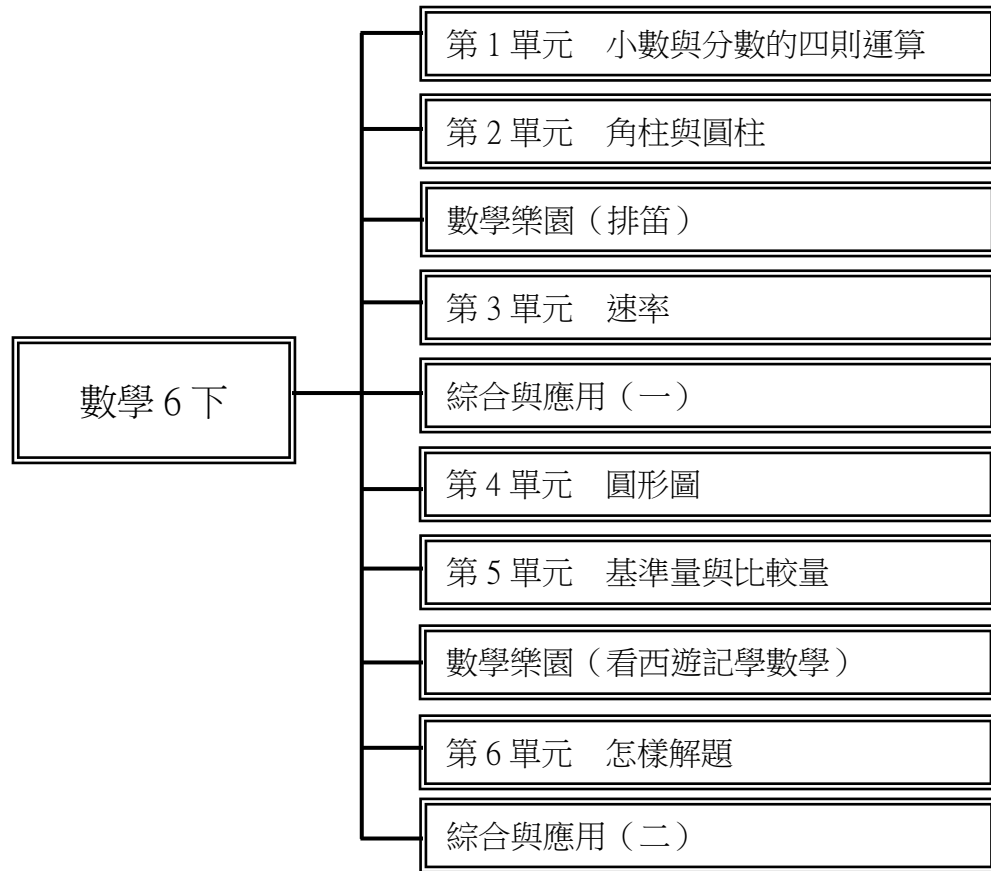 第 1 單元　小數與分數的四則運算
第 2 單元　角柱與圓柱
數學樂園（排笛）
第 3 單元　速率
數學 6 下
綜合與應用（一）
第 4 單元　圓形圖
第 5 單元　基準量與比較量
數學樂園（看西遊記學數學）
第 6 單元　怎樣解題
綜合與應用（二）